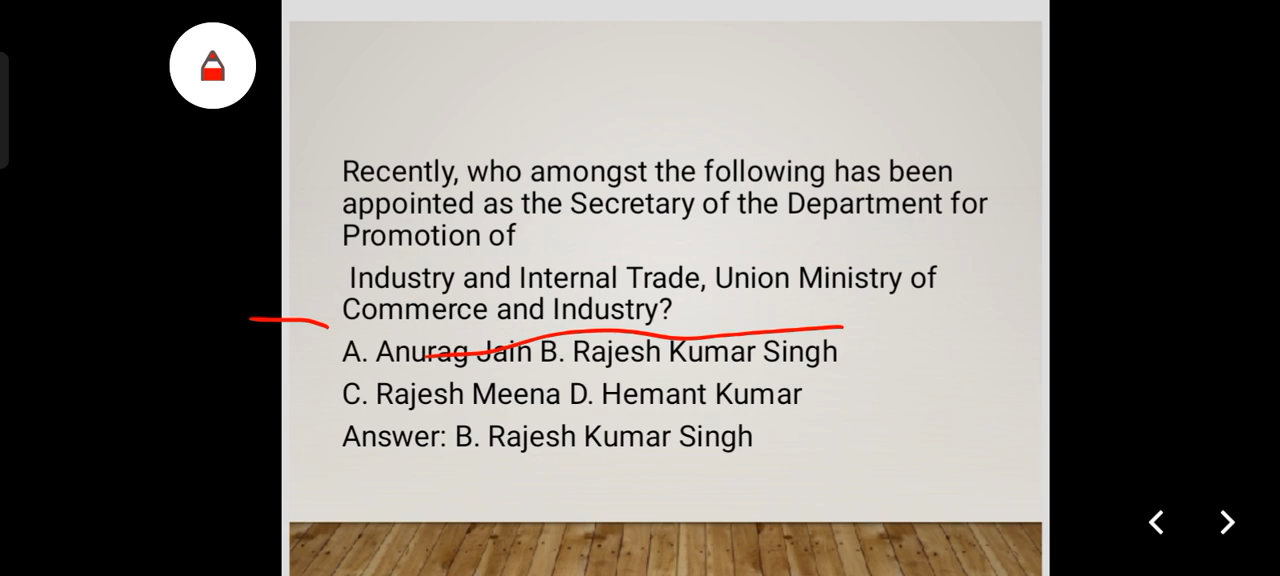 Recently, who amongst the following has been
appointed as the Secretary of the Department for
Promotion of
Industry and Internal Trade, Union Ministry of
Commerce and Industry?
A. Anurag Jain B. Rajesh Kumar Singh
C. Rajesh Meena D. Hemant Kumar
Answer: B. Rajesh Kumar Singh